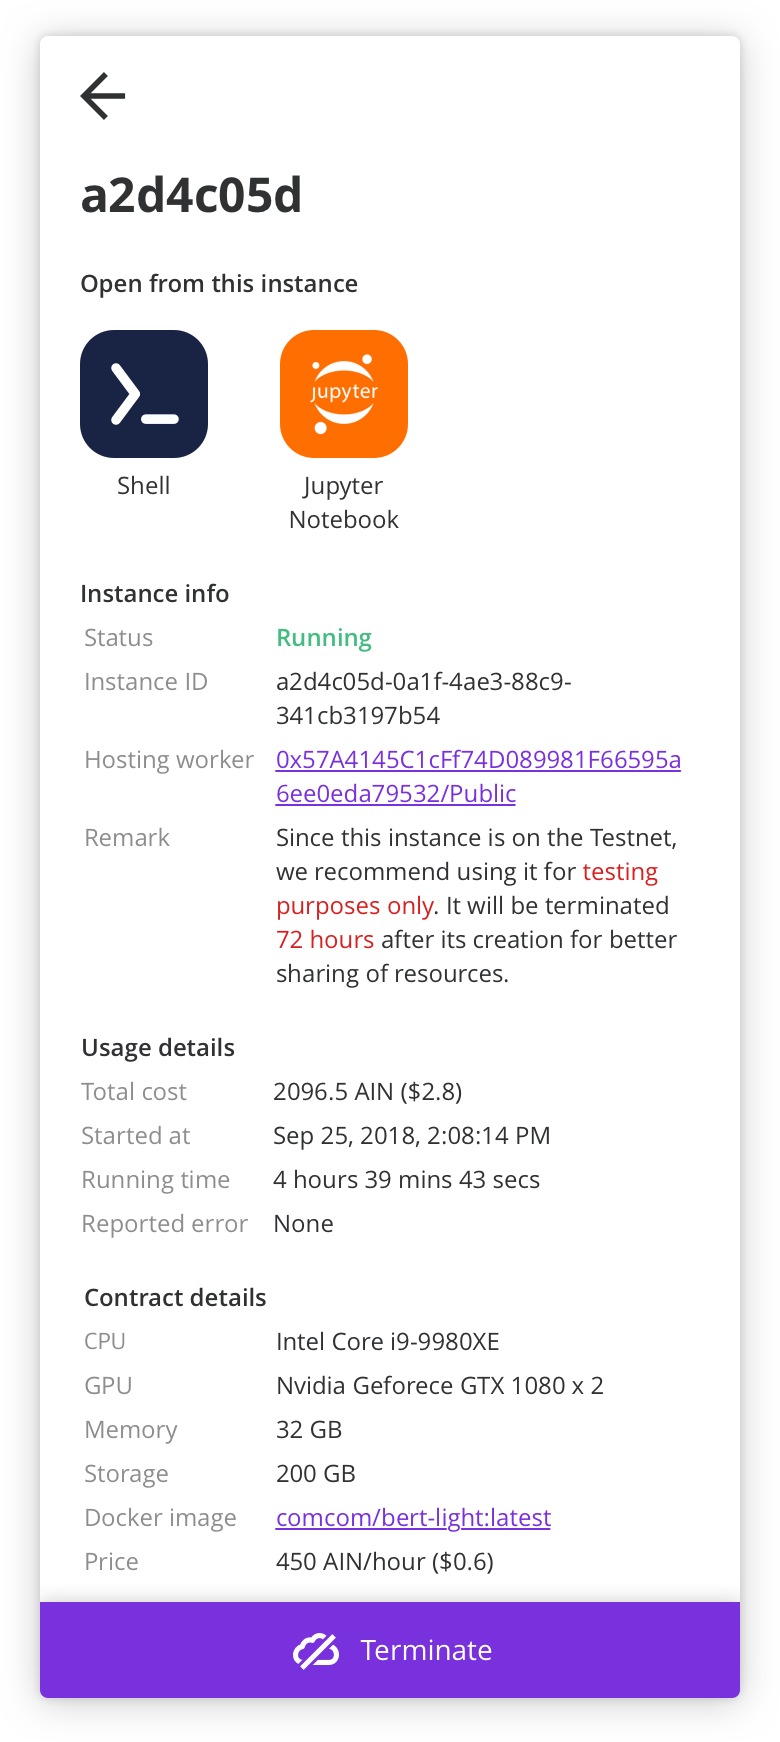 a2d4c05d
Open from this instance
jupyter
Shell
Jupyter
Notebook
Instance info
Status Running
Instance ID a2d4c05d-0a1f-4ae3-88c9-
341cb3197b54
Hosting worker 0x57A4145C1cFf74D089981F66595a
6ee0eda79532/Public
Remark Since this instance is on the Testnet,
we recommend using it for testing
purposes only. It will be terminated
72 hours after its creation for better
sharing of resources.
Usage details
Total cost 2096.5 AIN ($2.8)
Started at Sep 25, 2018, 2:08:14 PM
Running time 4 hours 39 mins 43 secs
Reported error None
Contract details
CPU Intel Core i9-9980XE
GPU Nvidia Geforece GTX 1080 x 2
Memory 32 GB
Storage 200 GB
Docker image comcom/bert-light:latest
Price 450 AIN/hour ($0.6)
Terminate